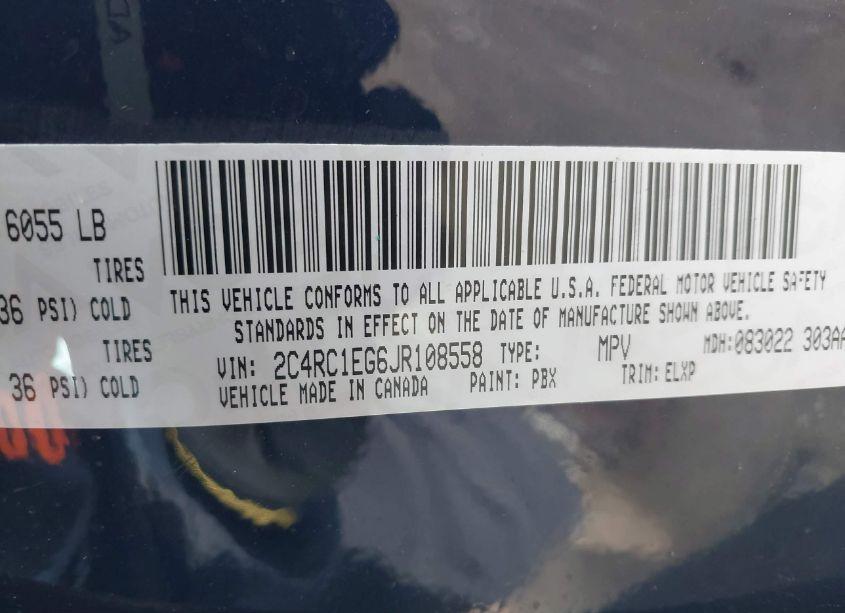 6055 LB
TIRES
36 PSI) COLD
TIRES
36 PSI) COLD
THIS VEHICLE CONFORMS TO ALL APPLICABLE U.S.A. FEDERAL MOTOR VEHICLE SAFETY
STANDARDS IN EFFECT ON THE DATE OF MANUFACTURE SHOWN ABOVE.
VIN: 2C4RC1EG6JR108558 TYPE: MPV MDH:083022 303AA
VEHICLE MADE IN CANADA PAINT: PBX TRIM: ELXP